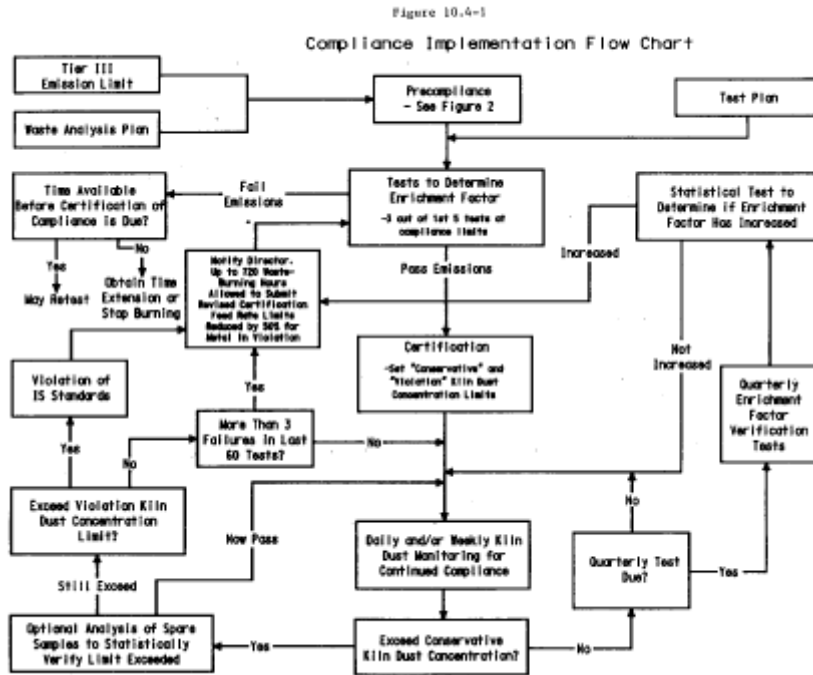 Figure 10.4-1
Compliance Implementation Flow Chart
Tier III
Emission Limit
Waste Analysis Plan
Precompliance
- See Figure 2
Test Plan
Time Available
Before Certification of
Compliance is Due?
Fail
Emissions
Tests to Determine
Enrichment Factor
-3 out of 1st 5 tests at
compliance limits
Statistical Test to
Determine if Enrichment
Factor Has Increased
Yes
No
May Retest
Obtain Time
Extension or
Stop Burning
Notify Director.
Up to 720 Waste-
Burning Hours
Allowed to Submit
Revised Certification
Feed Rate Limits
Reduced by 50% for
Metal in Violation
Pass Emissions
Increased
Not
Increased
Certification
-Set "Conservative" and
"Violation" Kiln Dust
Concentration Limits
Violation of
IS Standards
Yes
Quarterly
Enrichment
Factor
Verification
Tests
More Than 3
Failures in Last
60 Tests?
No
Yes
No
Exceed Violation Kiln
Dust Concentration
Limit?
Now Pass
Daily and/or Weekly Kiln
Dust Monitoring for
Continued Compliance
No
Quarterly Test
Due?
Yes
Still Exceed
Optional Analysis of Spare
Samples to Statistically
Verify Limit Exceeded
Yes
Exceed Conservative
Kiln Dust Concentration?
No